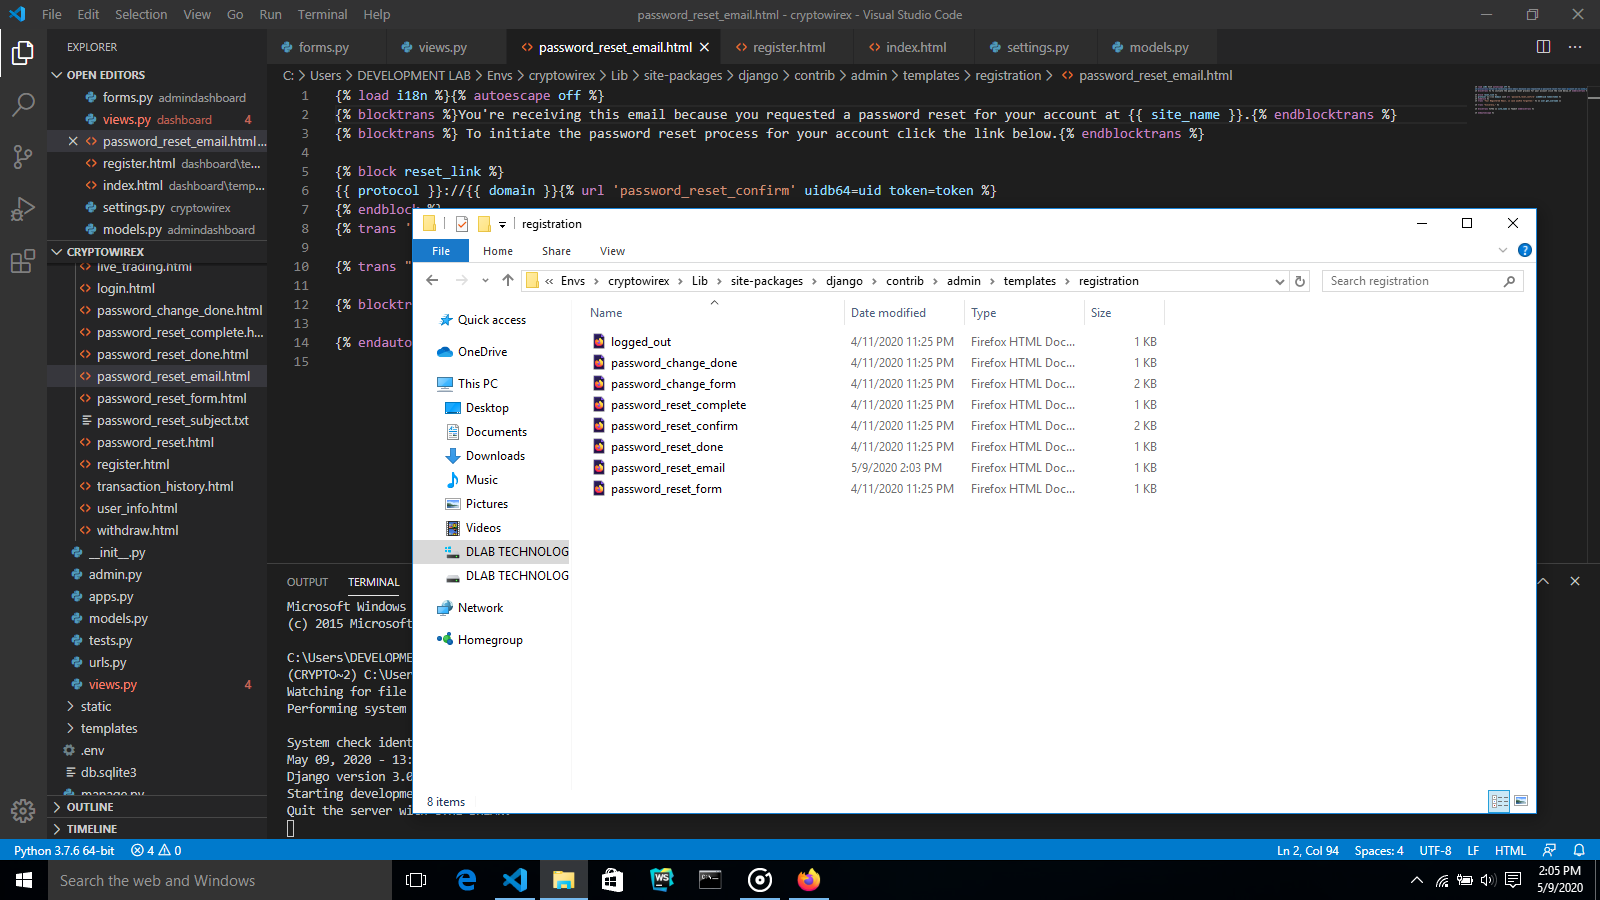 File Edit Selection View Go Run Terminal Help
password_reset_email.html - cryptowirex - Visual Studio Code
EXPLORER
forms.py
views.py
password_reset_email.html
register.html
index.html
settings.py
models.py
OPEN EDITORS
forms.py admindashboard
views.py dashboard 4
password_reset_email.html...
register.html dashboard\te...
index.html dashboard\temp...
settings.py cryptowirex
models.py admindashboard
CRYPTOWIREX
live_trading.html
login.html
password_change_done.html
password_reset_complete.h...
password_reset_done.html
password_reset_email.html
password_reset_form.html
password_reset_subject.txt
password_reset.html
register.html
transaction_history.html
user_info.html
withdraw.html
__init__.py
admin.py
apps.py
models.py
tests.py
urls.py
views.py 4
static
templates
.env
db.sqlite3
manage.py
OUTLINE
TIMELINE
C: > Users > DEVELOPMENT LAB > Envs > cryptowirex > Lib > site-packages > django > contrib > admin > templates > registration > password_reset_email.html
1 {% load i18n %}{% autoescape off %}
2 {% blocktrans %}You're receiving this email because you requested a password reset for your account at {{ site_name }}.{% endblocktrans %}
3 {% blocktrans %} To initiate the password reset process for your account click the link below.{% endblocktrans %}
4
5 {% block reset_link %}
6 {{ protocol }}://{{ domain }}{% url 'password_reset_confirm' uidb64=uid token=token %}
7 {% endblock %}
8 {% trans '
9
10 {% trans "
11
12 {% blocktr
13
14 {% endauto
15
OUTPUT TERMINAL
Microsoft Windows
(c) 2015 Microsoft
C:\Users\DEVELOPME
(CRYPTO~2) C:\User
Watching for file
Performing system
System check ident
May 09, 2020 - 13:
Django version 3.0
Starting developme
Quit the server with
registration
File Home Share View
« Envs > cryptowirex > Lib > site-packages > django > contrib > admin > templates > registration
Search registration
Quick access
OneDrive
This PC
Desktop
Documents
Downloads
Music
Pictures
Videos
DLAB TECHNOLOG
DLAB TECHNOLOG
Network
Homegroup
Name Date modified Type Size
logged_out 4/11/2020 11:25 PM Firefox HTML Doc... 1 KB
password_change_done 4/11/2020 11:25 PM Firefox HTML Doc... 1 KB
password_change_form 4/11/2020 11:25 PM Firefox HTML Doc... 2 KB
password_reset_complete 4/11/2020 11:25 PM Firefox HTML Doc... 1 KB
password_reset_confirm 4/11/2020 11:25 PM Firefox HTML Doc... 2 KB
password_reset_done 4/11/2020 11:25 PM Firefox HTML Doc... 1 KB
password_reset_email 5/9/2020 2:03 PM Firefox HTML Doc... 1 KB
password_reset_form 4/11/2020 11:25 PM Firefox HTML Doc... 1 KB
8 items
Python 3.7.6 64-bit 4 0
Ln 2, Col 94 Spaces: 4 UTF-8 LF HTML
Search the web and Windows
WS
2:05 PM
5/9/2020